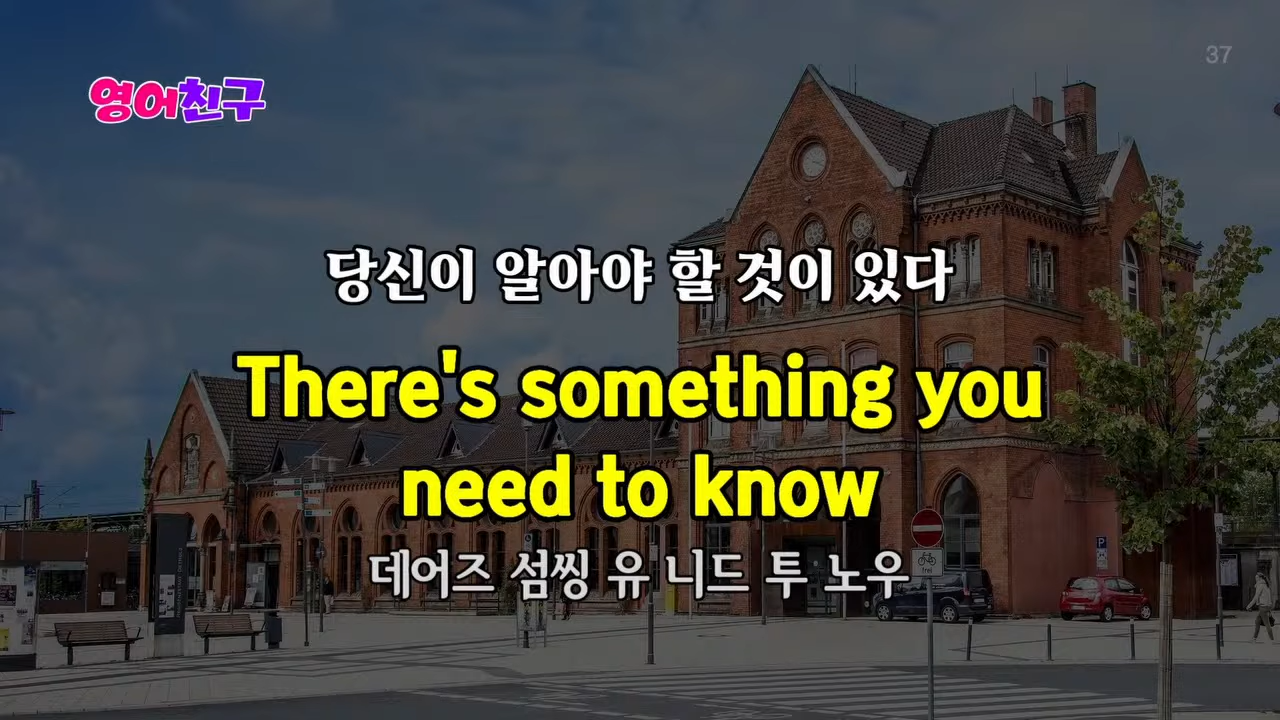 37
영어친구
당신이 알아야 할 것이 있다
There's something you
need to know
데어즈 섬씽 유 니드 투 노우
frei
P